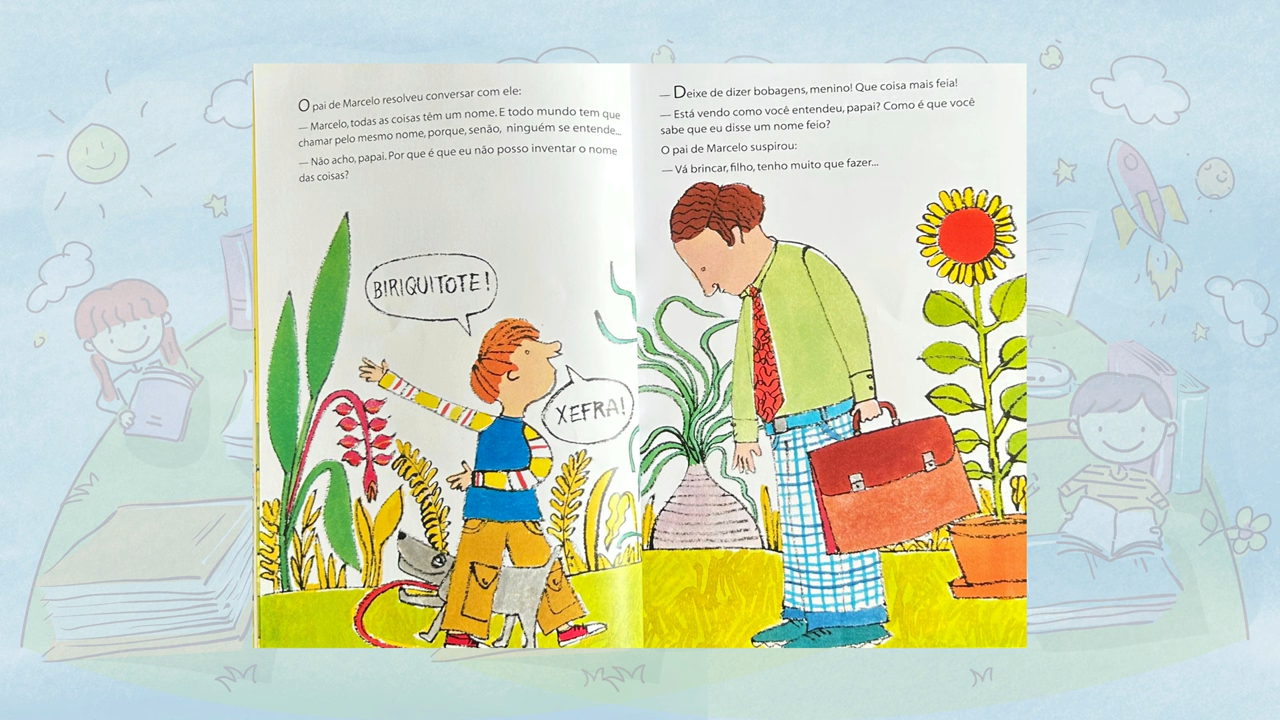 O pai de Marcelo resolveu conversar com ele:
— Marcelo, todas as coisas têm um nome. E todo mundo tem que
chamar pelo mesmo nome, porque, senão, ninguém se entende...
— Não acho, papai. Por que é que eu não posso inventar o nome
das coisas?
BIRIQUITOTE!
XEFRA!
— Deixe de dizer bobagens, menino! Que coisa mais feia!
— Está vendo como você entendeu, papai? Como é que você
sabe que eu disse um nome feio?
O pai de Marcelo suspirou:
— Vá brincar, filho, tenho muito que fazer...